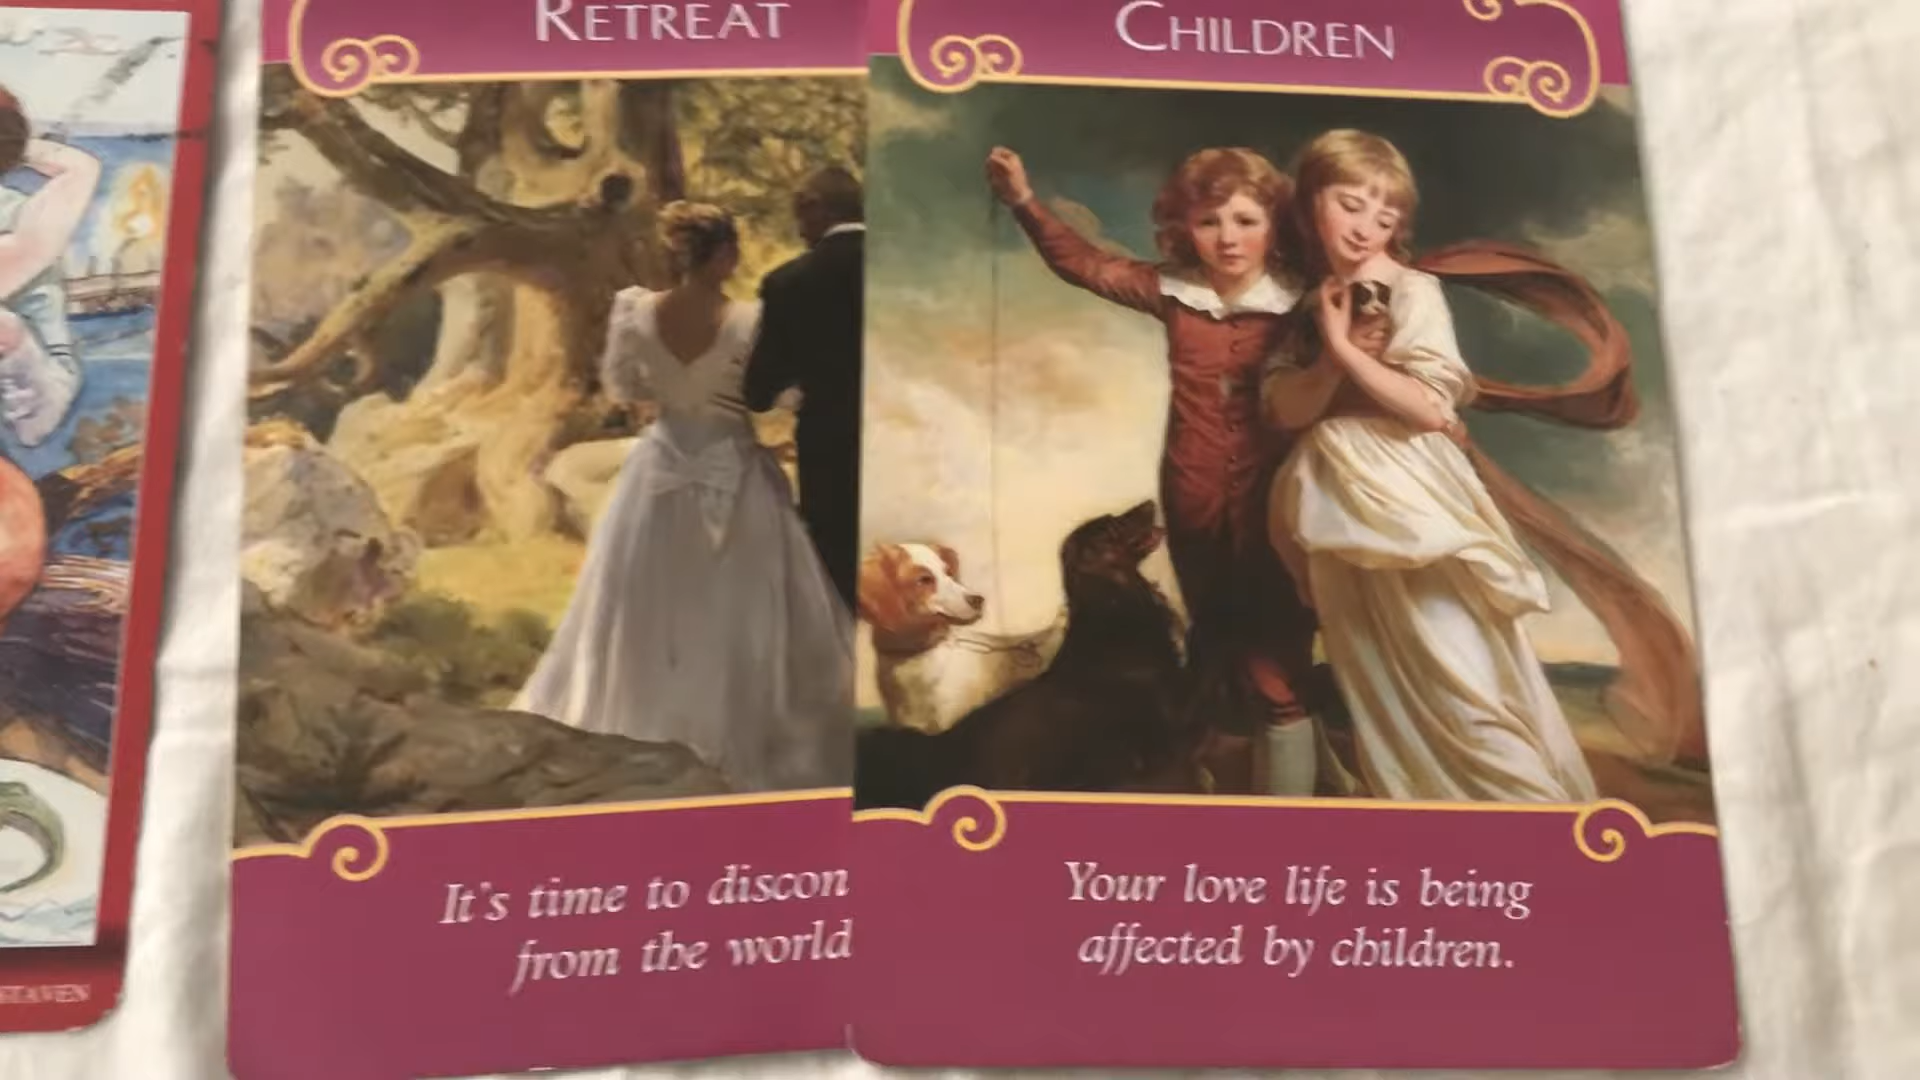 RETREAT
CHILDREN
It's time to discon
from the world
Your love life is being
affected by children.